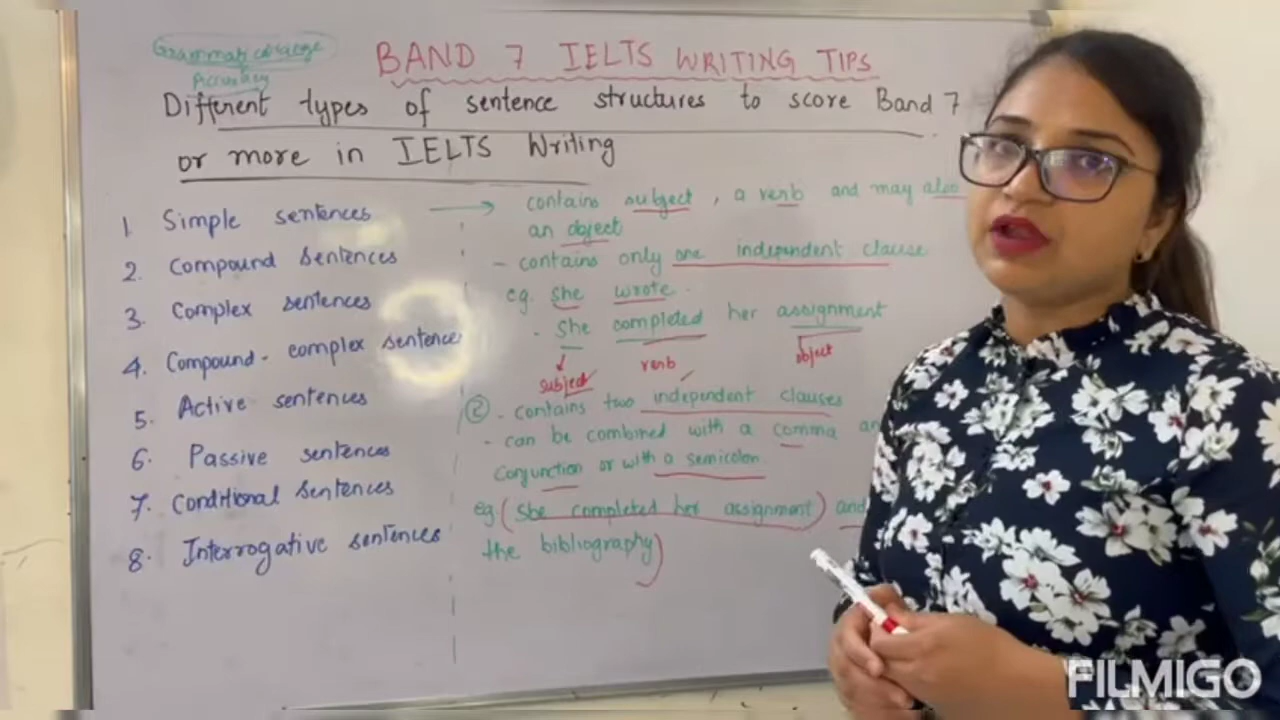 Grammar range
&
Accuracy
BAND 7 IELTS WRITING TIPS
Different types of sentence structures to score Band 7
or more in IELTS Writing
1 Simple sentences
2. Compound sentences
3. Complex sentences
4. Compound-complex sentences
5. Active sentences
6. Passive sentences
7. Conditional sentences
8. Interrogative sentences
→ contains subject, a verb and may also
an object
- contains only one independent clause
eg. she wrote.
- She completed her assignment
subject verb object
② - contains two independent clauses
- can be combined with a comma
conjunction or with a semicolon.
eg. (She completed her assignment) and
the bibliography)
FILMIGO